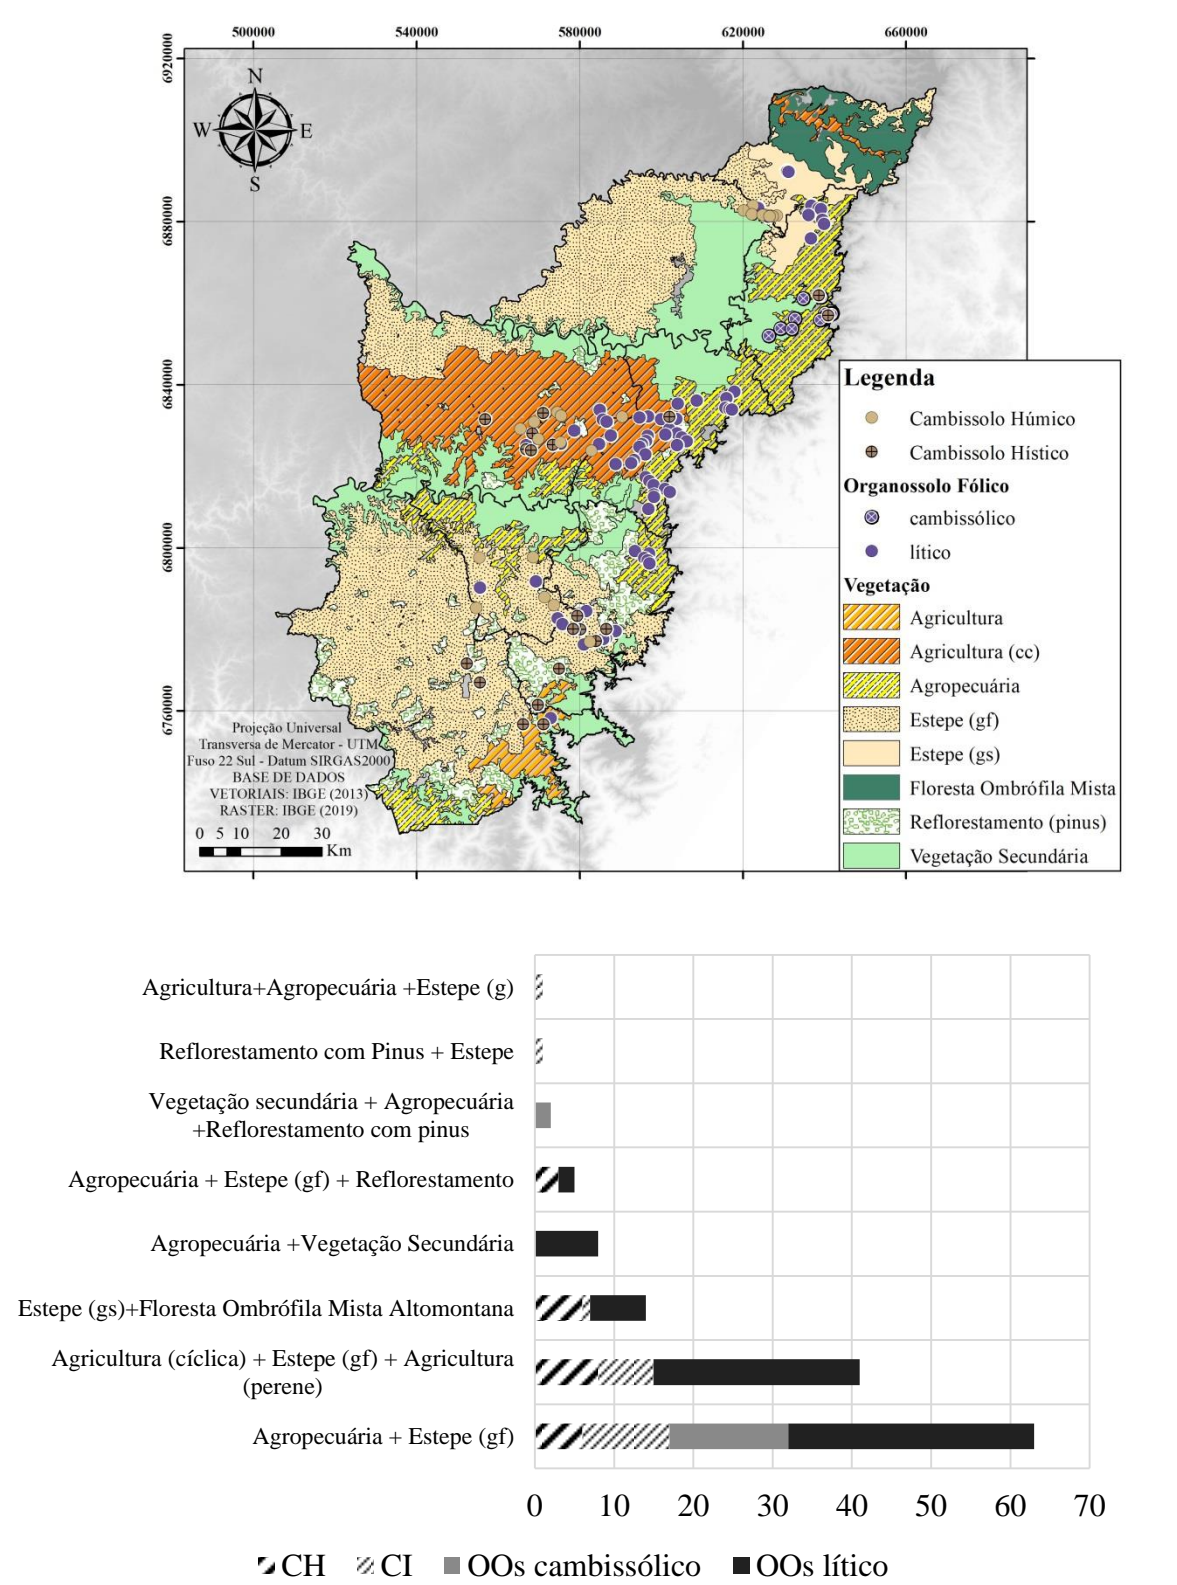 500000 540000 580000 620000 660000
6920000
6880000
6840000
6800000
6760000
N
W E
S
Legenda
Cambissolo Húmico
Cambissolo Hístico
Organossolo Fólico
cambissólico
lítico
Vegetação
Agricultura
Agricultura (cc)
Agropecuária
Estepe (gf)
Estepe (gs)
Floresta Ombrófila Mista
Reflorestamento (pinus)
Vegetação Secundária
Projeção Universal
Transversa de Mercator - UTM
Fuso 22 Sul - Datum SIRGAS2000
BASE DE DADOS
VETORIAIS: IBGE (2013)
RASTER: IBGE (2019)
0 5 10 20 30
Km
Agricultura+Agropecuária +Estepe (g)
Reflorestamento com Pinus + Estepe
Vegetação secundária + Agropecuária
+Reflorestamento com pinus
Agropecuária + Estepe (gf) + Reflorestamento
Agropecuária +Vegetação Secundária
Estepe (gs)+Floresta Ombrófila Mista Altomontana
Agricultura (cíclica) + Estepe (gf) + Agricultura
(perene)
Agropecuária + Estepe (gf)
0 10 20 30 40 50 60 70
CH CI OOs cambissólico OOs lítico